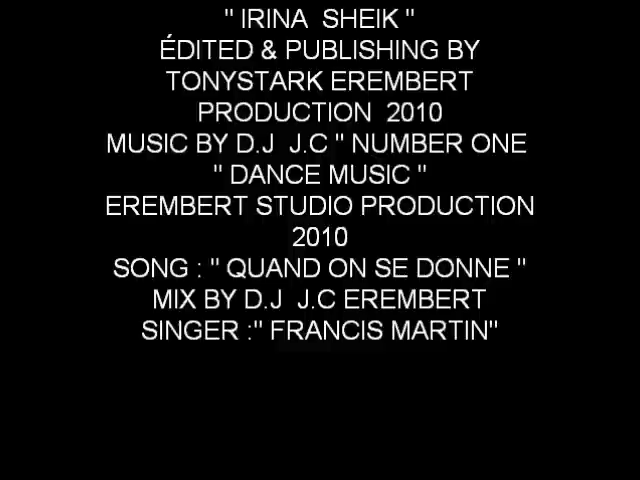 " IRINA  SHEIK "
ÉDITED & PUBLISHING BY
TONYSTARK EREMBERT
PRODUCTION  2010
MUSIC BY D.J  J.C " NUMBER ONE
" DANCE MUSIC "
EREMBERT STUDIO PRODUCTION
2010
SONG : " QUAND ON SE DONNE "
MIX BY D.J  J.C EREMBERT
SINGER :" FRANCIS MARTIN"